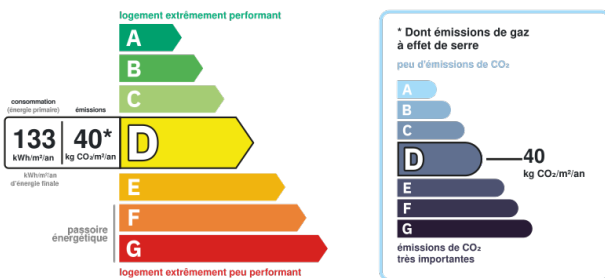 logement extrêmement performant
A
B
C
consommation
(énergie primaire)
émissions
133
kWh/m²/an
40*
kg CO₂/m²/an
D
kWh/m²/an
d'énergie finale
E
F
G
passoire
énergétique
logement extrêmement peu performant
* Dont émissions de gaz
à effet de serre
peu d'émissions de CO₂
A
B
C
D
40
kg CO₂/m²/an
E
F
G
émissions de CO₂
très importantes